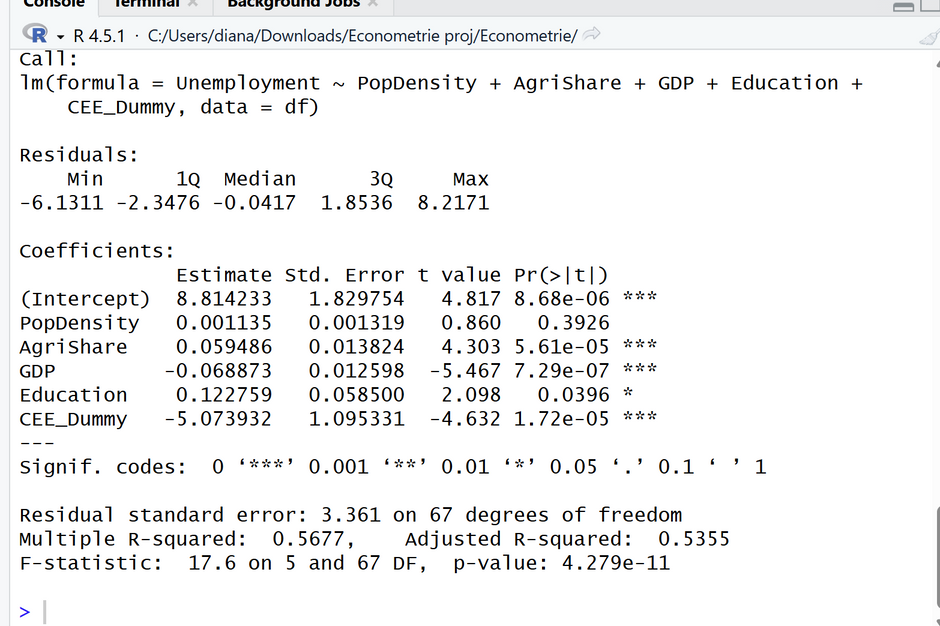 Console Terminal × Background Jobs ×
R R 4.5.1 · C:/Users/diana/Downloads/Econometrie proj/Econometrie/
Call:
lm(formula = Unemployment ~ PopDensity + AgriShare + GDP + Education +
    CEE_Dummy, data = df)
Residuals:
    Min      1Q  Median      3Q     Max
-6.1311 -2.3476 -0.0417  1.8536  8.2171
Coefficients:
             Estimate Std. Error t value Pr(>|t|)
(Intercept)  8.814233   1.829754   4.817 8.68e-06 ***
PopDensity   0.001135   0.001319   0.860   0.3926
AgriShare    0.059486   0.013824   4.303 5.61e-05 ***
GDP         -0.068873   0.012598  -5.467 7.29e-07 ***
Education    0.122759   0.058500   2.098   0.0396 *
CEE_Dummy   -5.073932   1.095331  -4.632 1.72e-05 ***
---
Signif. codes:  0 ‘***’ 0.001 ‘**’ 0.01 ‘*’ 0.05 ‘.’ 0.1 ‘ ’ 1
Residual standard error: 3.361 on 67 degrees of freedom
Multiple R-squared:  0.5677,    Adjusted R-squared:  0.5355
F-statistic:  17.6 on 5 and 67 DF,  p-value: 4.279e-11
>